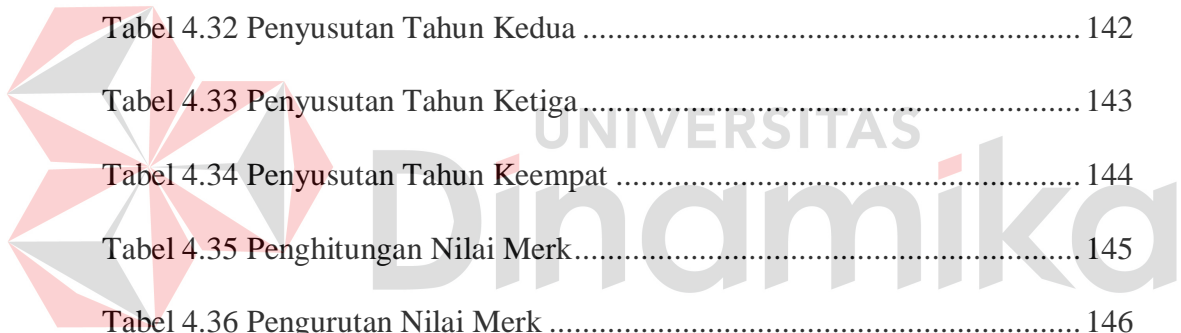 Tabel 4.32 Penyusutan Tahun Kedua ............................................................ 142
Tabel 4.33 Penyusutan Tahun Ketiga ............................................................ 143
UNIVERSITAS
Tabel 4.34 Penyusutan Tahun Keempat ........................................................ 144
Dinamika
Tabel 4.35 Penghitungan Nilai Merk ............................................................. 145
Tabel 4.36 Pengurutan Nilai Merk ................................................................ 146